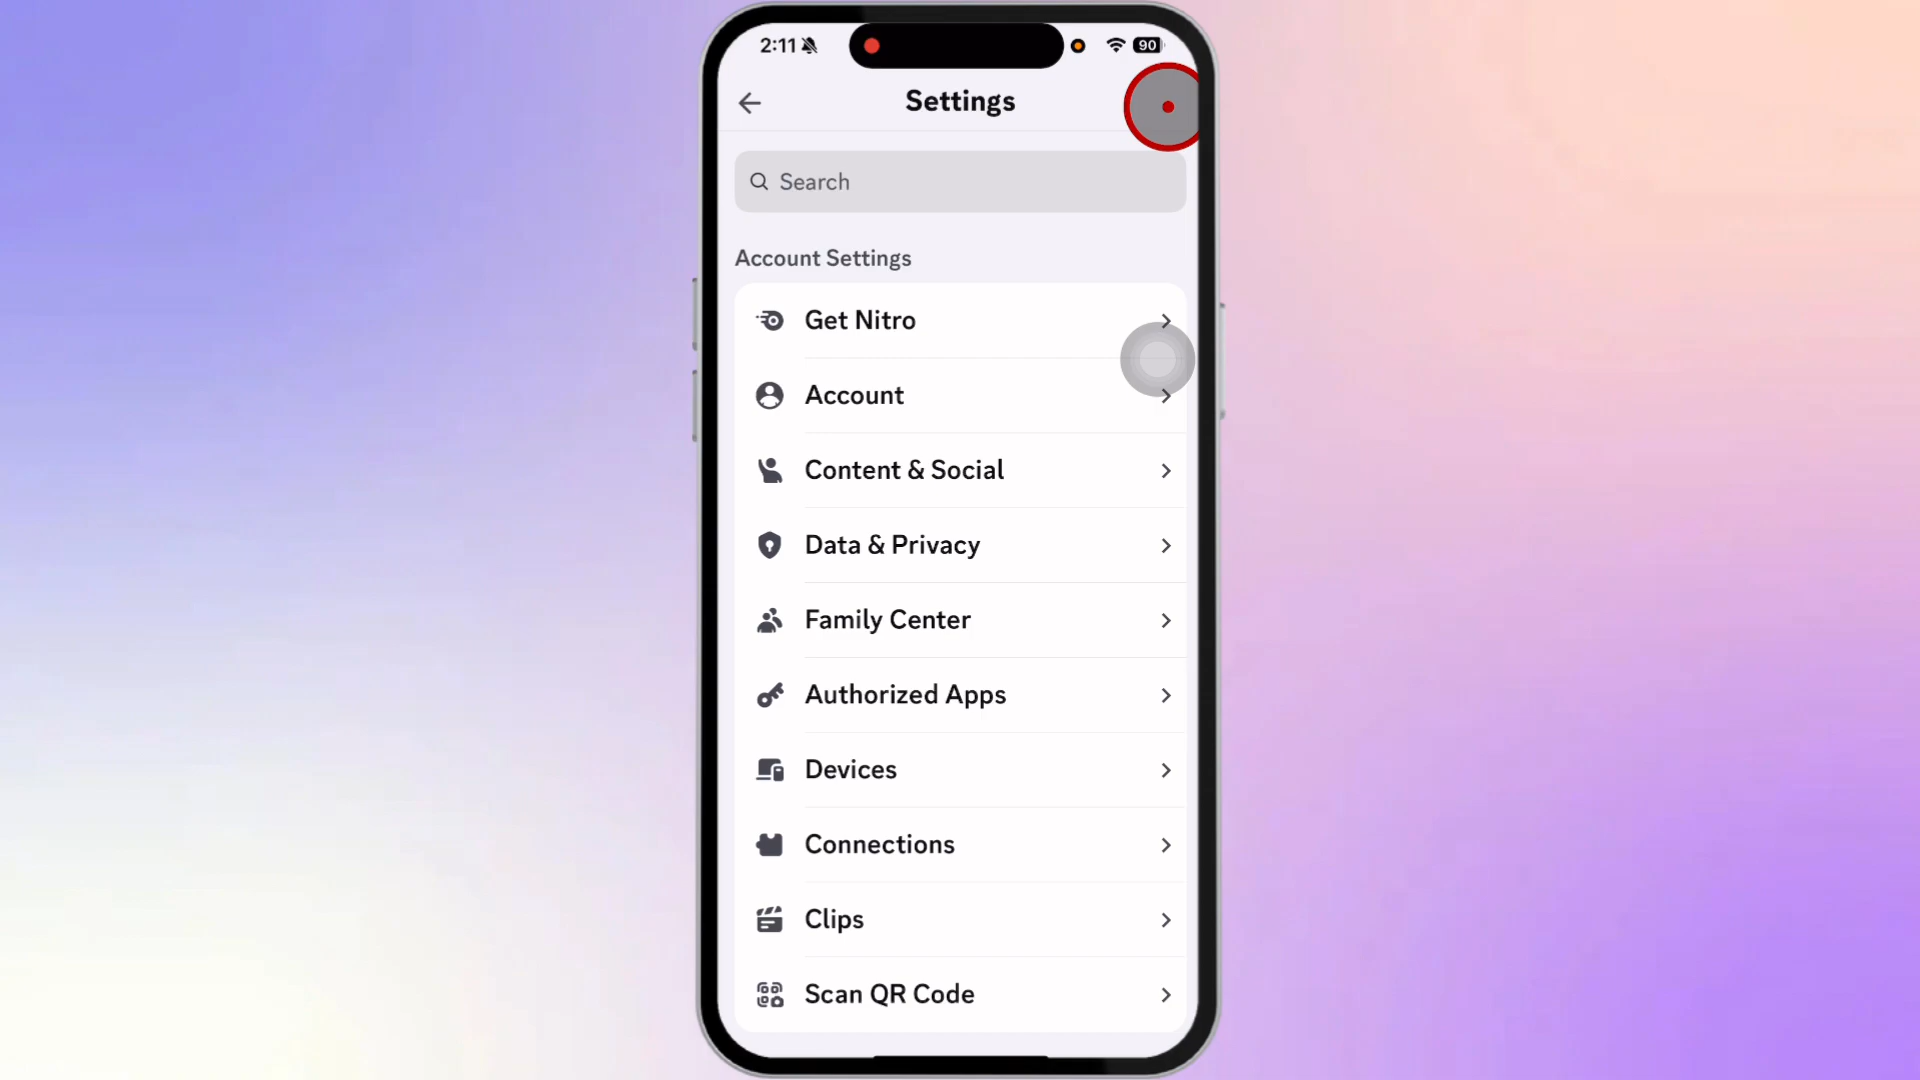 2:11
90
Settings
Search
Account Settings
Get Nitro
Account
Content & Social
Data & Privacy
Family Center
Authorized Apps
Devices
Connections
Clips
Scan QR Code